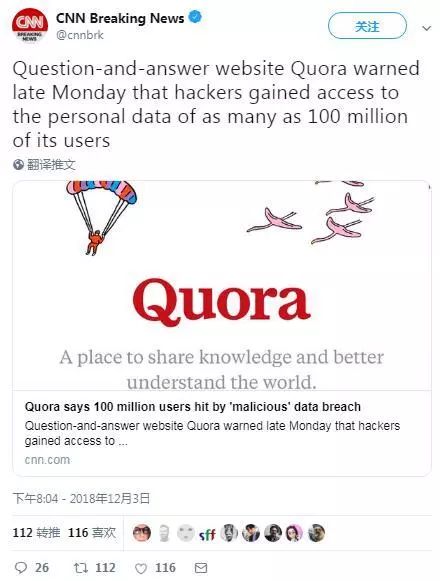 CNN Breaking News
@cnnbrk
关注
Question-and-answer website Quora warned
late Monday that hackers gained access to
the personal data of as many as 100 million
of its users
翻译推文
Quora
A place to share knowledge and better
understand the world.
Quora says 100 million users hit by 'malicious' data breach
Question-and-answer website Quora warned late Monday that hackers
gained access to ...
cnn.com
下午8:04 - 2018年12月3日
112 转推 116 喜欢
26 112 116